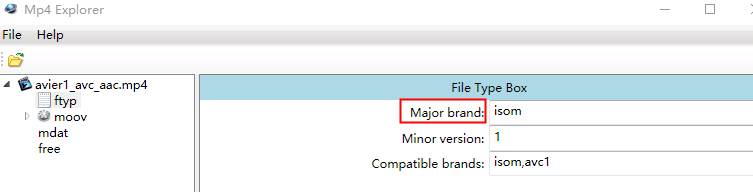 Mp4 Explorer
File Help
avier1_avc_aac.mp4
ftyp
moov
mdat
free
File Type Box
Major brand: isom
Minor version: 1
Compatible brands: isom,avc1